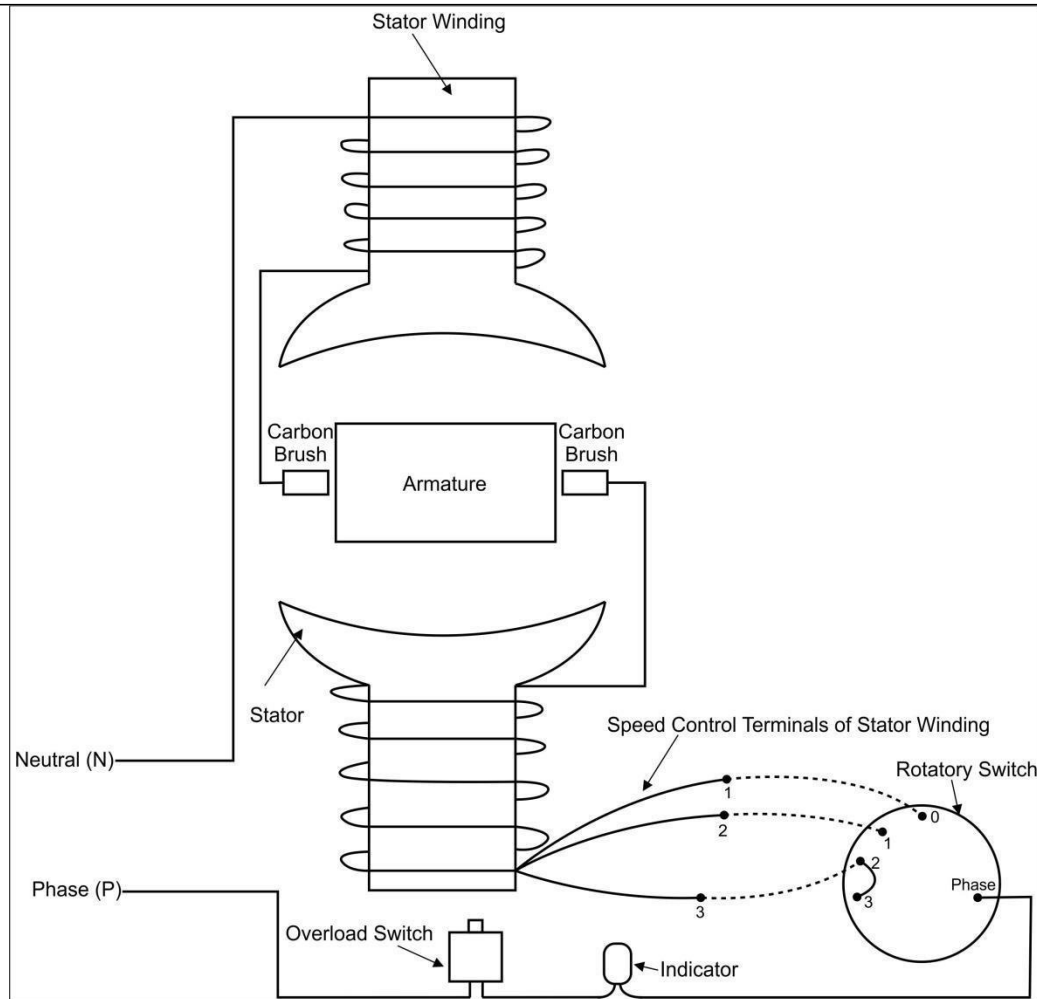 Stator Winding
Carbon
Brush
Carbon
Brush
Armature
Stator
Speed Control Terminals of Stator Winding
Rotatory Switch
Neutral (N)
1
0
2
1
2
Phase (P)
Phase
3
3
Overload Switch
Indicator